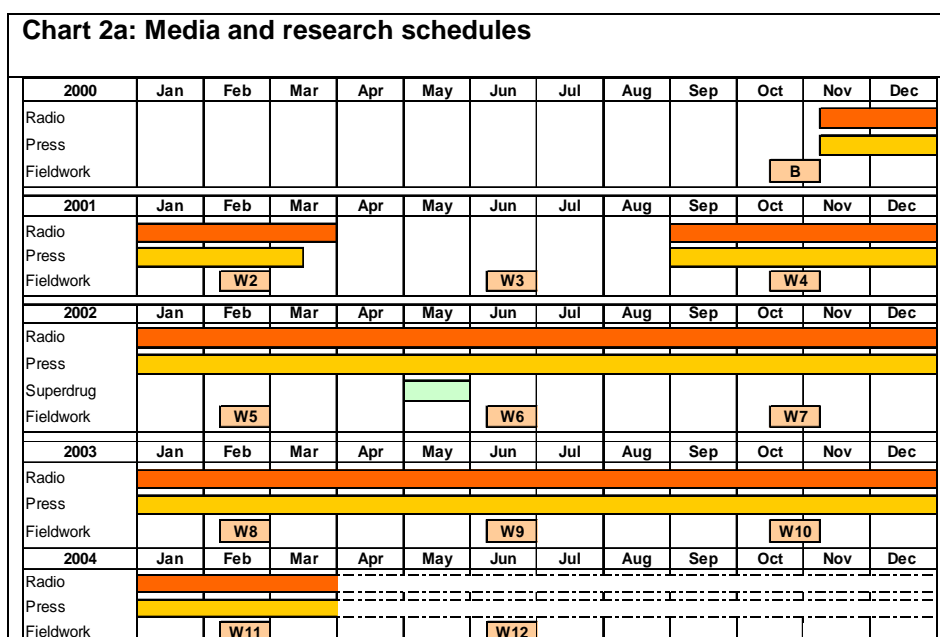 Chart 2a: Media and research schedules
2000 Jan Feb Mar Apr May Jun Jul Aug Sep Oct Nov Dec
Radio
Press
Fieldwork B
2001 Jan Feb Mar Apr May Jun Jul Aug Sep Oct Nov Dec
Radio
Press
Fieldwork W2 W3 W4
2002 Jan Feb Mar Apr May Jun Jul Aug Sep Oct Nov Dec
Radio
Press
Superdrug
Fieldwork W5 W6 W7
2003 Jan Feb Mar Apr May Jun Jul Aug Sep Oct Nov Dec
Radio
Press
Fieldwork W8 W9 W10
2004 Jan Feb Mar Apr May Jun Jul Aug Sep Oct Nov Dec
Radio
Press
Fieldwork W11 W12